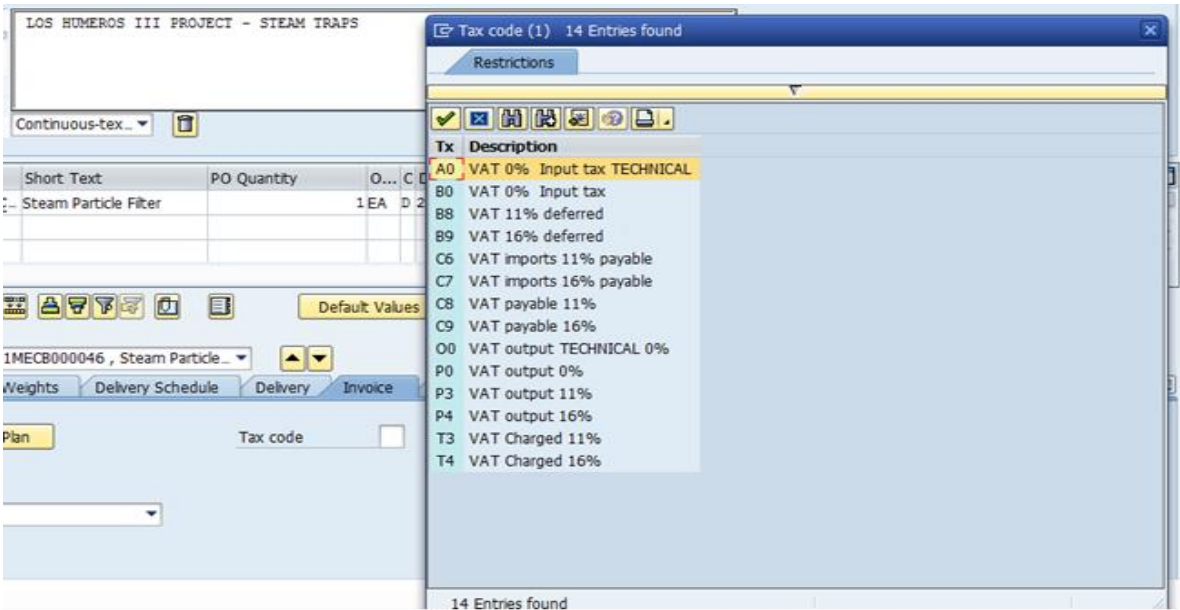 LOS HUMEROS III PROJECT - STEAM TRAPS
Continuous-tex...
Short Text PO Quantity O... C D
Steam Particle Filter 1 EA D 2
Default Values
1MECB000046 , Steam Particle...
Weights Delivery Schedule Delivery Invoice
Plan Tax code
Tax code (1) 14 Entries found
Restrictions
Tx Description
A0 VAT 0% Input tax TECHNICAL
B0 VAT 0% Input tax
B8 VAT 11% deferred
B9 VAT 16% deferred
C6 VAT imports 11% payable
C7 VAT imports 16% payable
C8 VAT payable 11%
C9 VAT payable 16%
O0 VAT output TECHNICAL 0%
P0 VAT output 0%
P3 VAT output 11%
P4 VAT output 16%
T3 VAT Charged 11%
T4 VAT Charged 16%
14 Entries found